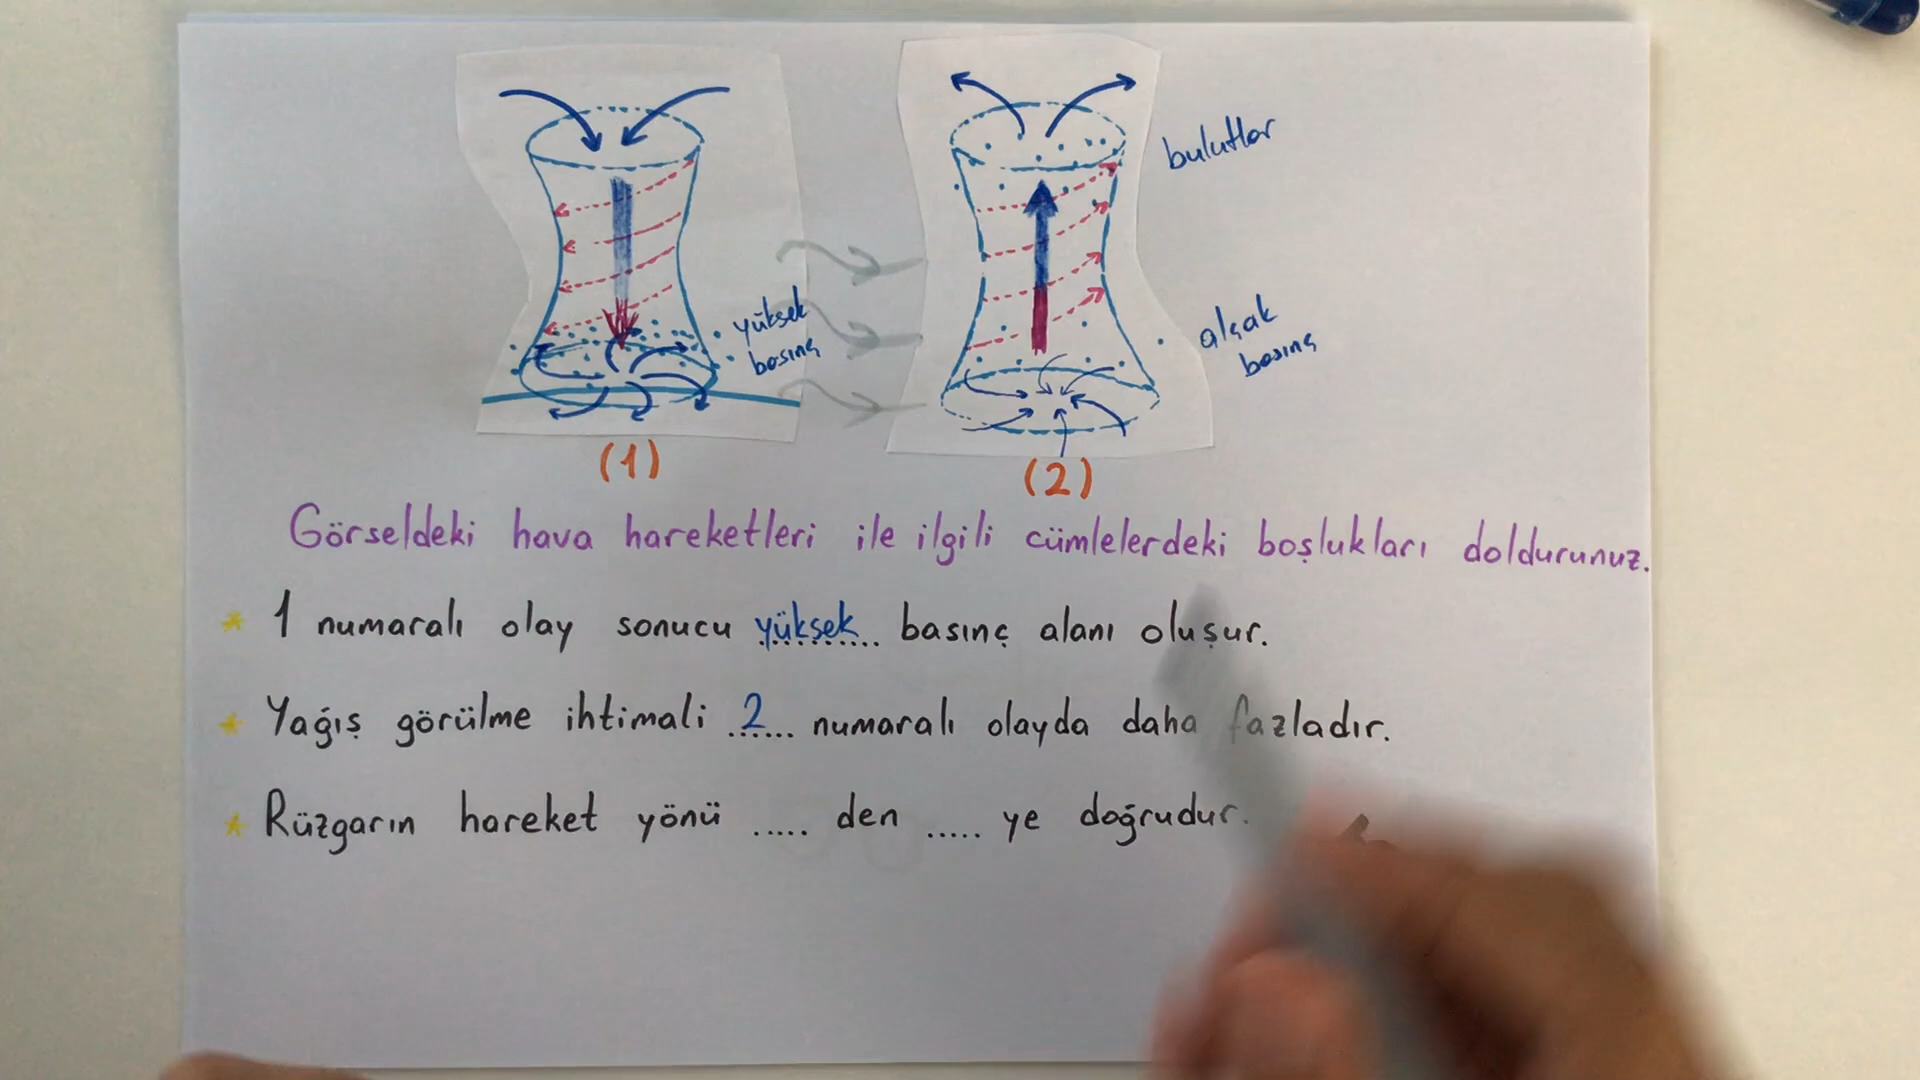 bulutlar
yüksek
basınç
alçak
basınç
(1)
(2)
Görseldeki hava hareketleri ile ilgili cümlelerdeki boşlukları doldurunuz.
* 1 numaralı olay sonucu yüksek.. basınç alanı oluşur.
* Yağış görülme ihtimali ..2.... numaralı olayda daha fazladır.
* Rüzgarın hareket yönü ..... den ..... ye doğrudur.